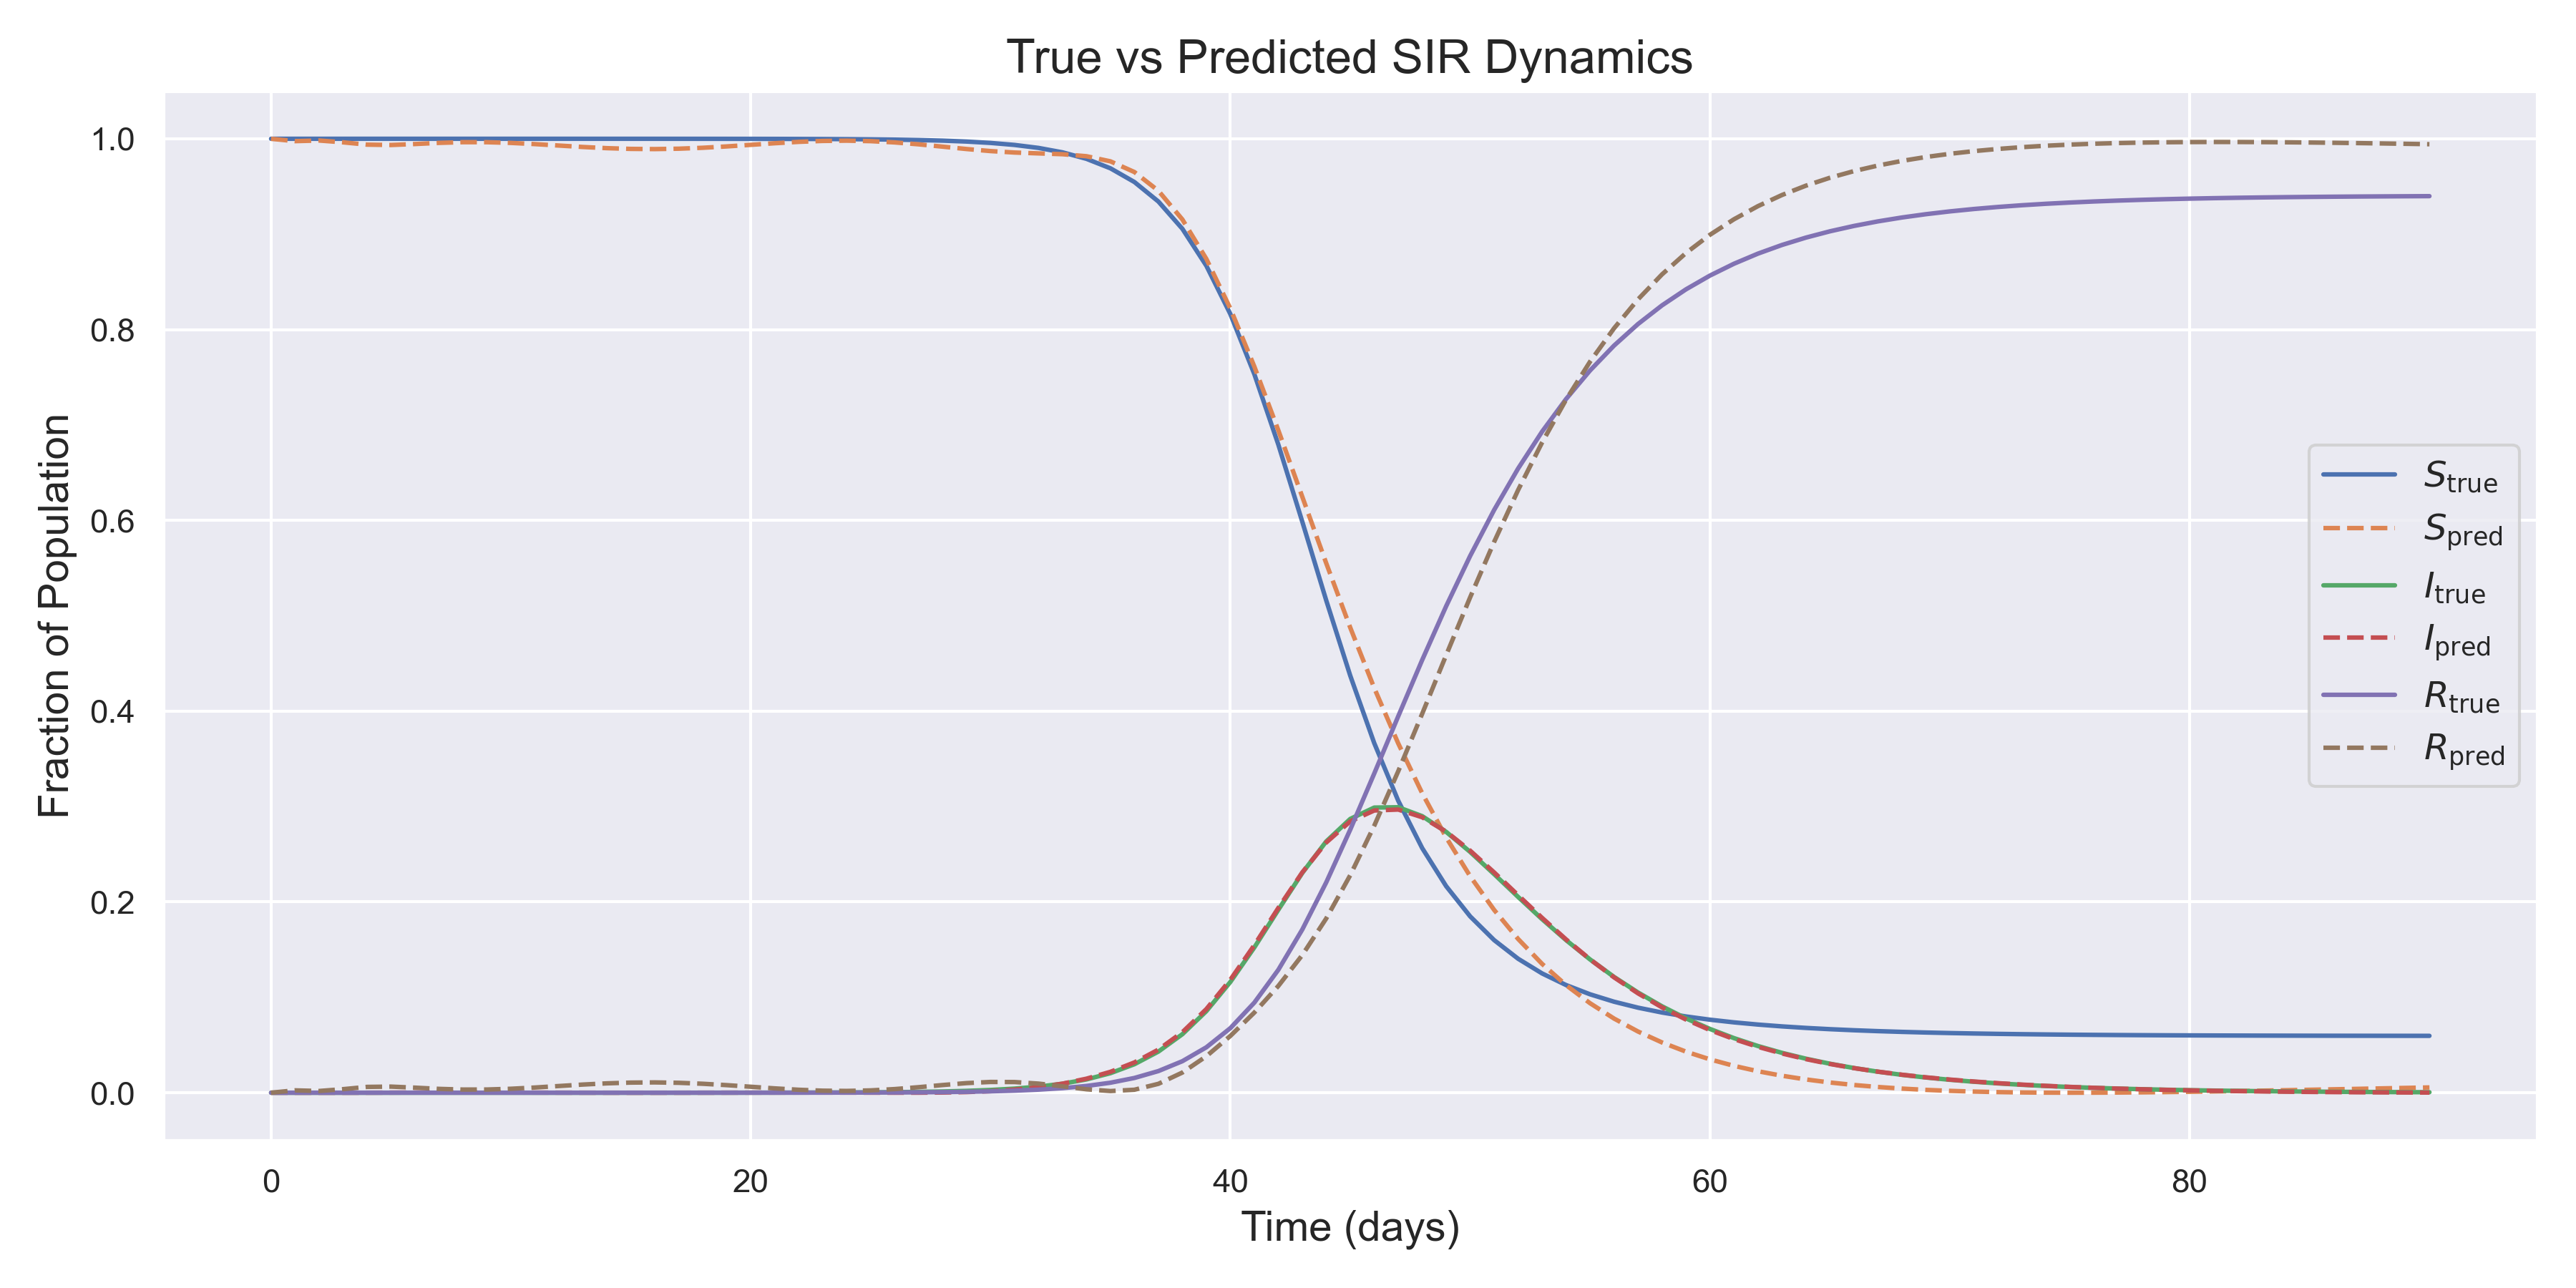 True vs Predicted SIR Dynamics
1.0
0.8
0.6
0.4
0.2
0.0
Fraction of Population
S_true
S_pred
I_true
I_pred
R_true
R_pred
0 20 40 60 80
Time (days)